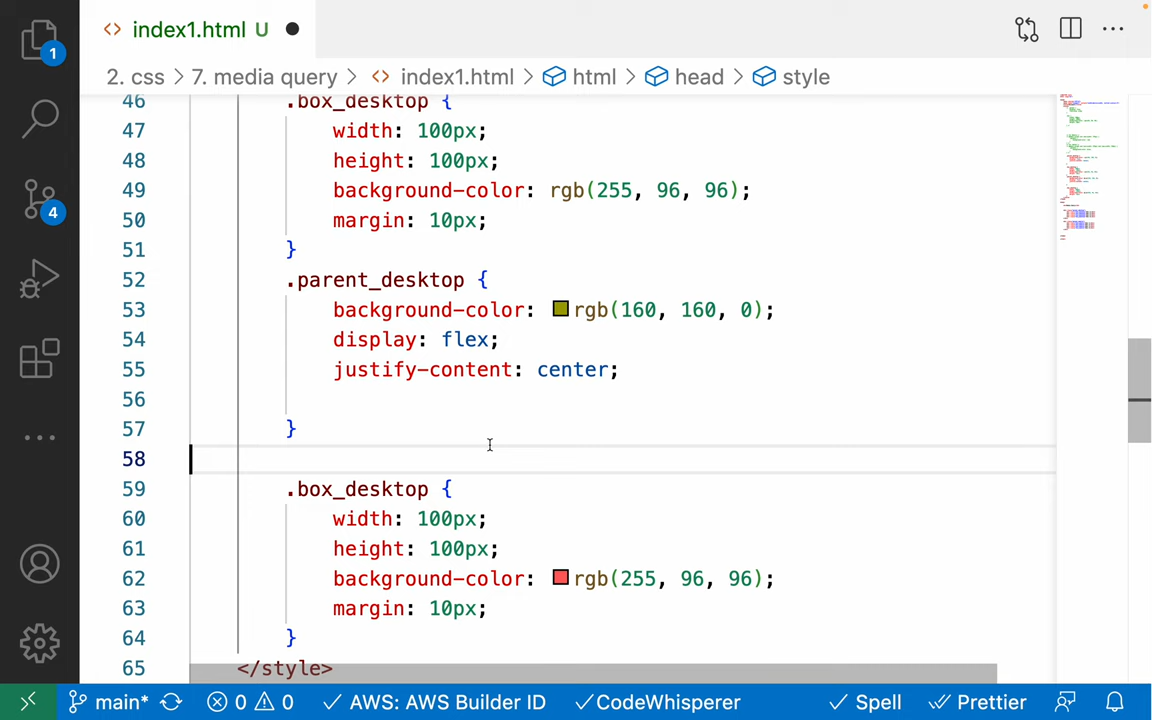 index1.html U
2. css > 7. media query > index1.html > html > head > style
46 .box_desktop {
47 width: 100px;
48 height: 100px;
49 background-color: rgb(255, 96, 96);
50 margin: 10px;
51 }
52 .parent_desktop {
53 background-color: rgb(160, 160, 0);
54 display: flex;
55 justify-content: center;
56
57 }
58
59 .box_desktop {
60 width: 100px;
61 height: 100px;
62 background-color: rgb(255, 96, 96);
63 margin: 10px;
64 }
65 </style>
1
4
main* 0 0 AWS: AWS Builder ID CodeWhisperer Spell Prettier